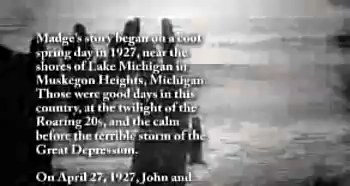 Madge's story began on a cool
spring day in 1927, near the
shores of Lake Michigan in
Muskegon Heights, Michigan
Those were good days in this
country, at the twilight of the
Roaring 20s, and the calm
before the terrible storm of the
Great Depression.
On April 27, 1927, John and